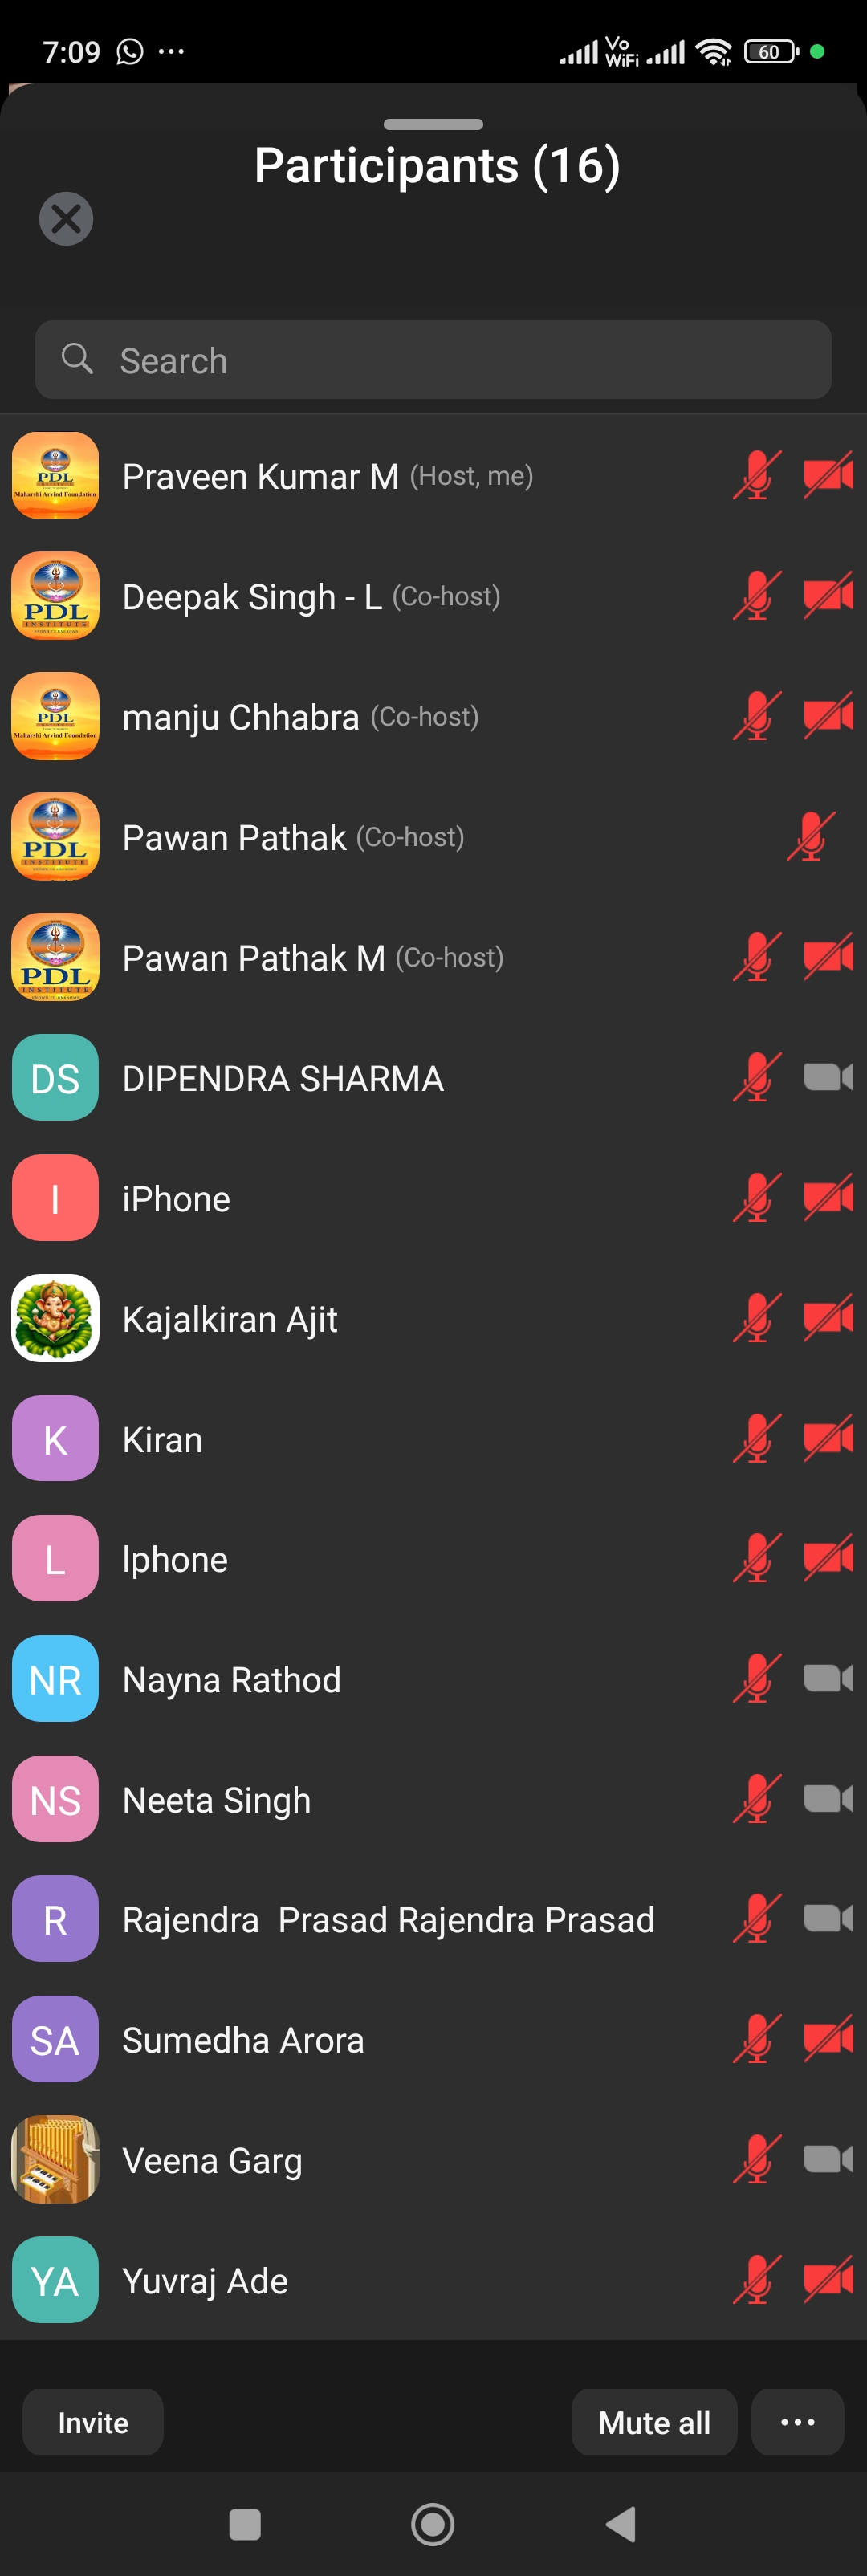 7:09 ... Vo WiFi 60
Participants (16)
Search
PDL Maharshi Arvind Foundation Praveen Kumar M (Host, me)
PDL INSTITUTE Deepak Singh - L (Co-host)
PDL Maharshi Arvind Foundation manju Chhabra (Co-host)
PDL INSTITUTE Pawan Pathak (Co-host)
PDL INSTITUTE Pawan Pathak M (Co-host)
DS DIPENDRA SHARMA
I iPhone
Kajalkiran Ajit
K Kiran
L lphone
NR Nayna Rathod
NS Neeta Singh
R Rajendra  Prasad Rajendra Prasad
SA Sumedha Arora
Veena Garg
YA Yuvraj Ade
Invite Mute all ...